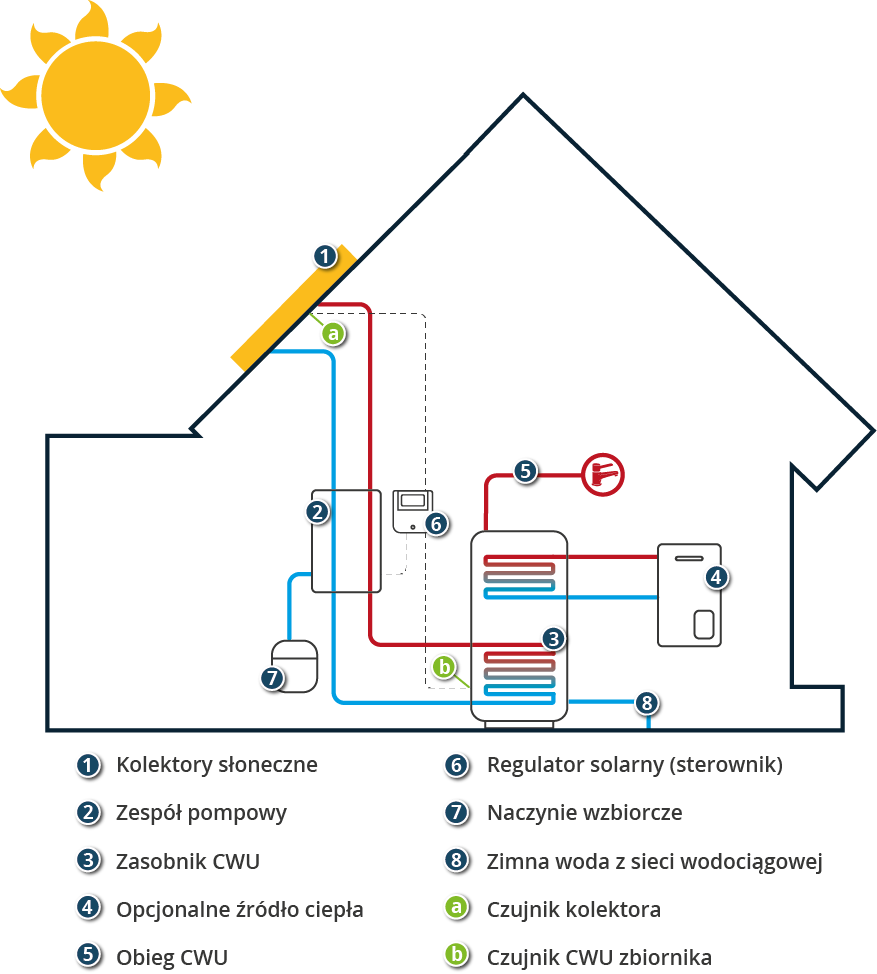 1
a
5
2
6
4
3
b
7
8
1 Kolektory słoneczne
2 Zespół pompowy
3 Zasobnik CWU
4 Opcjonalne źródło ciepła
5 Obieg CWU
6 Regulator solarny (sterownik)
7 Naczynie wzbiorcze
8 Zimna woda z sieci wodociągowej
a Czujnik kolektora
b Czujnik CWU zbiornika